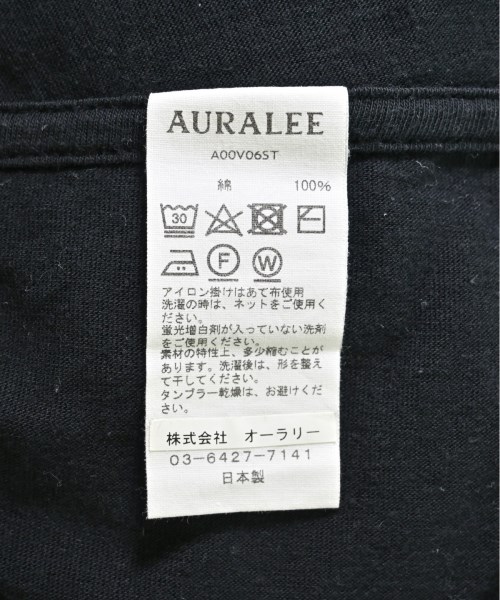 AURALEE
A00V06ST
綿 100%
30
F W
アイロン掛けはあて布使用
洗濯の時は、ネットをご使用く
ださい。
蛍光増白剤が入っていない洗剤
をご使用ください。
素材の特性上、多少縮むことが
あります。洗濯後は、形を整え
て干してください。
タンブラー乾燥は、お避けくだ
さい。
株式会社 オーラリー
03-6427-7141
日本製